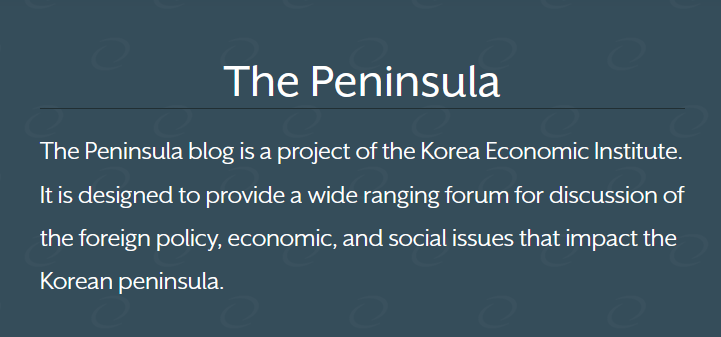 The Peninsula
The Peninsula blog is a project of the Korea Economic Institute.
It is designed to provide a wide ranging forum for discussion of
the foreign policy, economic, and social issues that impact the
Korean peninsula.